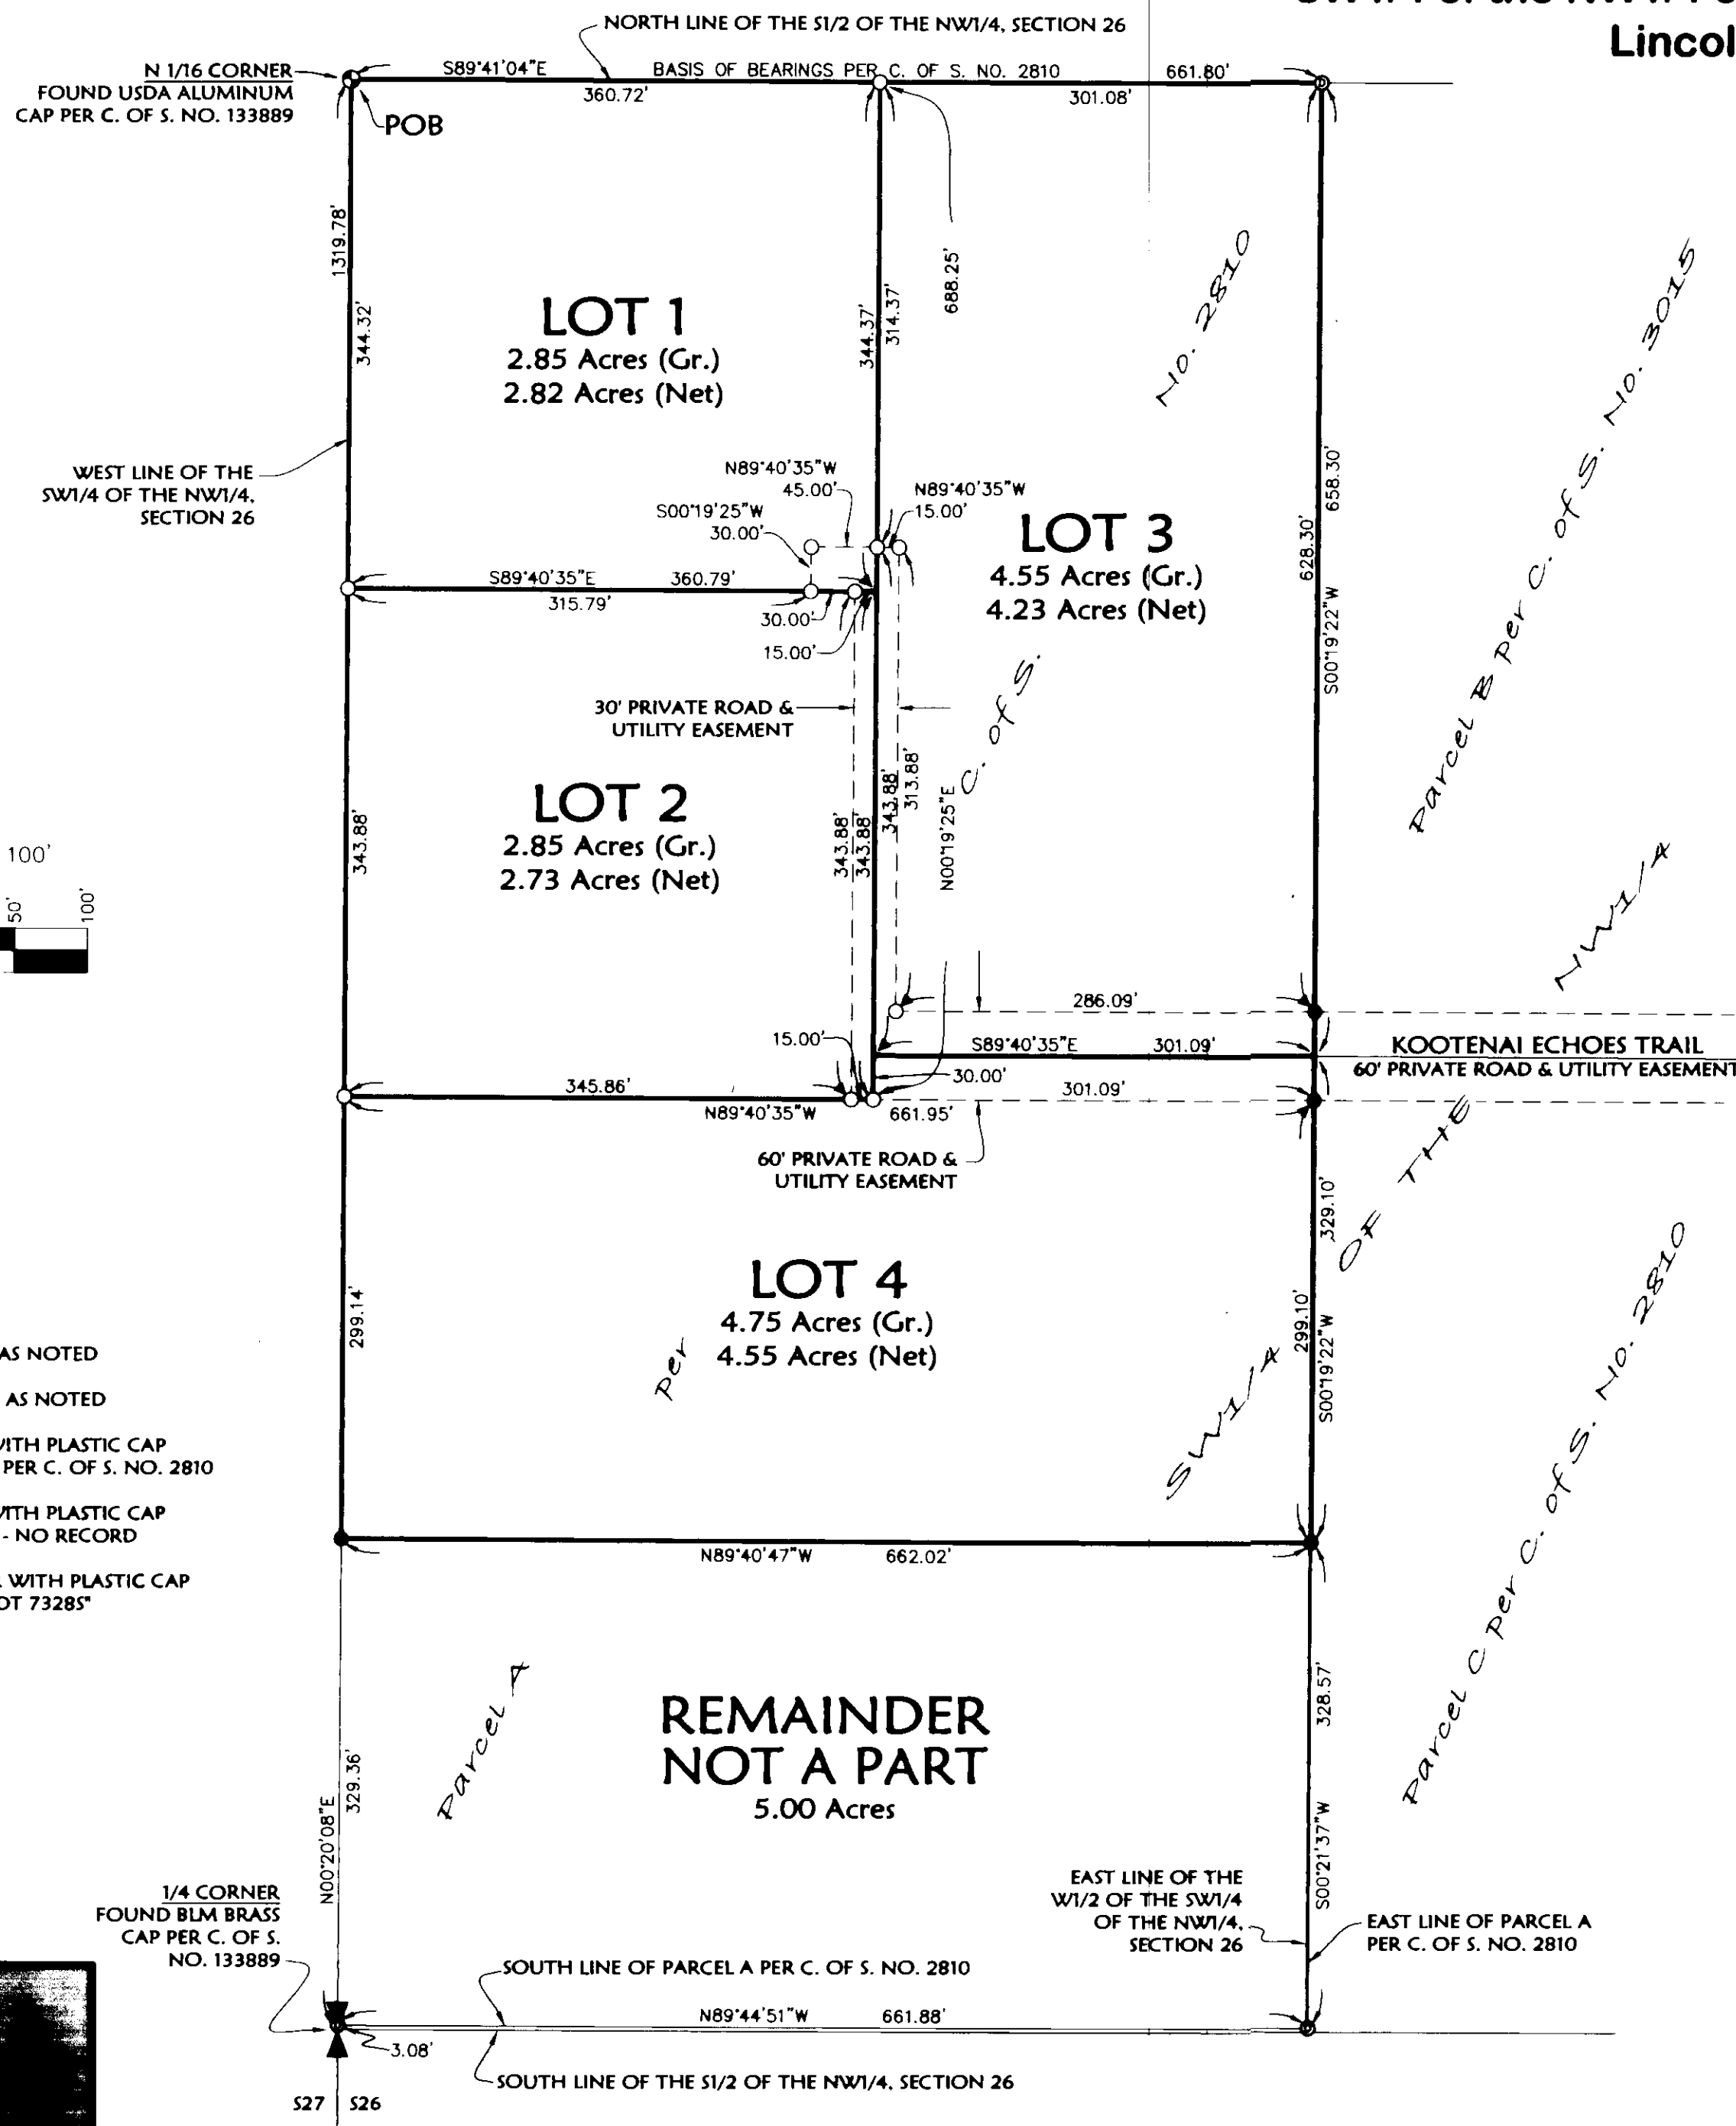 Lincol
NORTH LINE OF THE S1/2 OF THE NW1/4, SECTION 26
N 1/16 CORNER
FOUND USDA ALUMINUM
CAP PER C. OF S. NO. 133889
S89°41'04"E
BASIS OF BEARINGS PER C. OF S. NO. 2810
661.80'
360.72'
301.08'
POB
1319.78'
344.32'
688.25'
344.37'
314.37'
LOT 1
2.85 Acres (Gr.)
2.82 Acres (Net)
No. 2810
WEST LINE OF THE
SW1/4 OF THE NW1/4,
SECTION 26
N89°40'35"W
45.00'
S00°19'25"W
30.00'
N89°40'35"W
15.00'
LOT 3
4.55 Acres (Gr.)
4.23 Acres (Net)
658.30'
628.30'
S00°19'22"W
Parcel B per C. of S. No. 3015
S89°40'35"E
360.79'
315.79'
30.00'
15.00'
30' PRIVATE ROAD &
UTILITY EASEMENT
C. of S.
LOT 2
2.85 Acres (Gr.)
2.73 Acres (Net)
343.88'
343.88'
343.88'
343.88'
313.88'
N00°19'25"E
100'
50'
100'
NW1/4
286.09'
15.00'
S89°40'35"E
301.09'
KOOTENAI ECHOES TRAIL
60' PRIVATE ROAD & UTILITY EASEMENT
30.00'
345.86'
301.09'
N89°40'35"W
661.95'
60' PRIVATE ROAD &
UTILITY EASEMENT
OF THE
329.10'
LOT 4
4.75 Acres (Gr.)
4.55 Acres (Net)
299.14'
299.10'
S00°19'22"W
per
SW1/4
Parcel C per C. of S. No. 2810
AS NOTED
AS NOTED
WITH PLASTIC CAP
PER C. OF S. NO. 2810
WITH PLASTIC CAP
- NO RECORD
WITH PLASTIC CAP
OT 7328S"
N89°40'47"W
662.02'
Parcel A
REMAINDER
NOT A PART
5.00 Acres
329.36'
N00°20'08"E
328.57'
S00°21'37"W
1/4 CORNER
FOUND BLM BRASS
CAP PER C. OF S.
NO. 133889
EAST LINE OF THE
W1/2 OF THE SW1/4
OF THE NW1/4,
SECTION 26
EAST LINE OF PARCEL A
PER C. OF S. NO. 2810
SOUTH LINE OF PARCEL A PER C. OF S. NO. 2810
N89°44'51"W
661.88'
3.08'
SOUTH LINE OF THE S1/2 OF THE NW1/4, SECTION 26
S27
S26